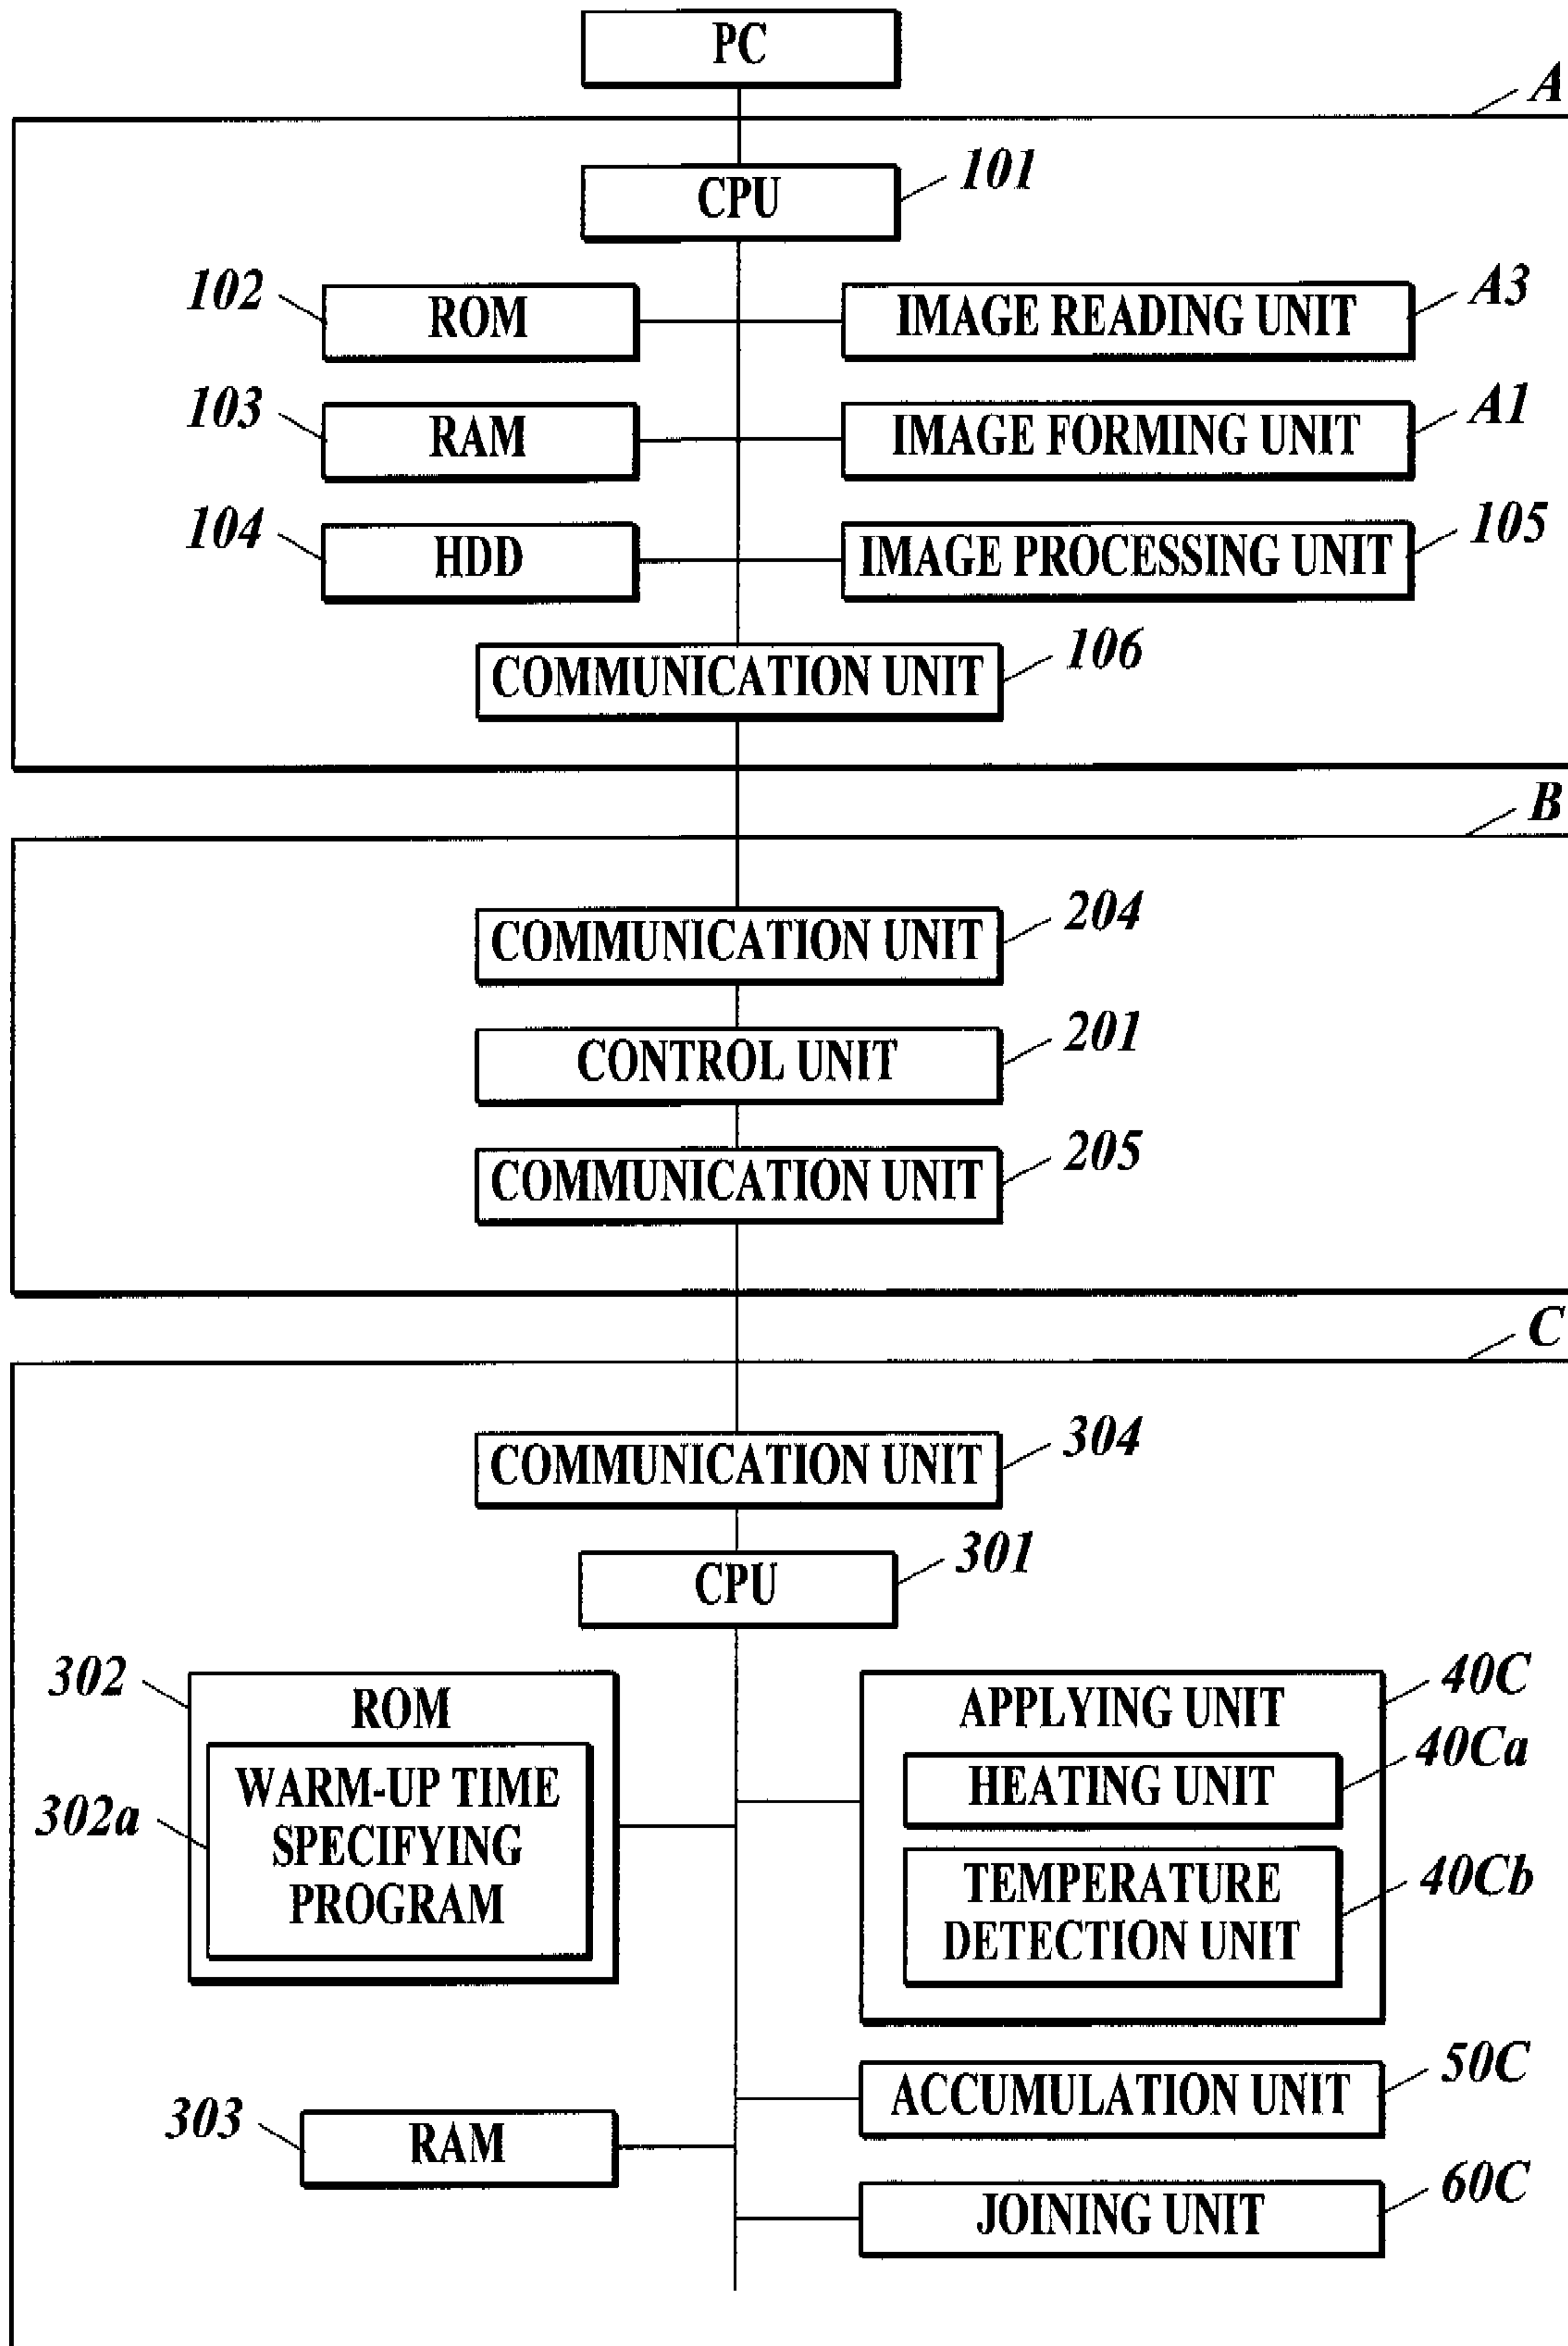 PC
A
CPU
101
102
ROM
IMAGE READING UNIT
A3
103
RAM
IMAGE FORMING UNIT
A1
104
HDD
IMAGE PROCESSING UNIT
105
COMMUNICATION UNIT
106
B
COMMUNICATION UNIT
204
CONTROL UNIT
201
COMMUNICATION UNIT
205
C
COMMUNICATION UNIT
304
CPU
301
302
ROM
302a
WARM-UP TIME
SPECIFYING
PROGRAM
APPLYING UNIT
40C
HEATING UNIT
40Ca
TEMPERATURE
DETECTION UNIT
40Cb
ACCUMULATION UNIT
50C
303
RAM
JOINING UNIT
60C